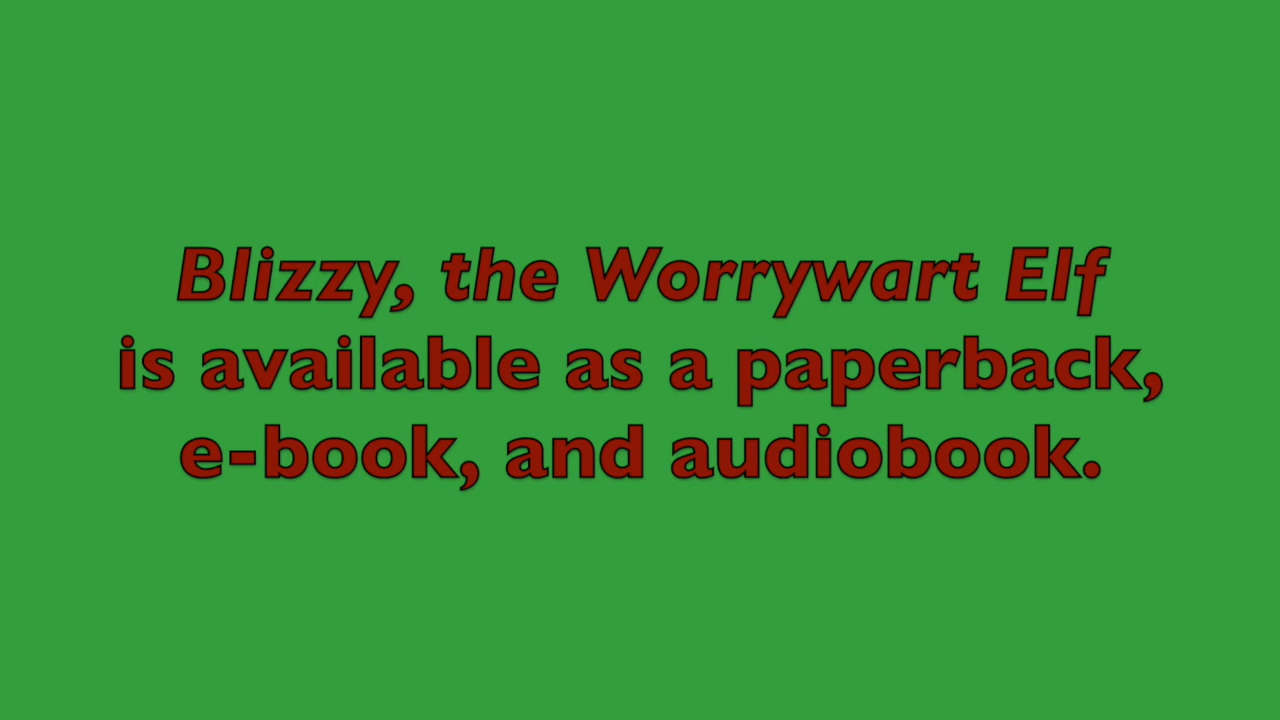 Blizzy, the Worrywart Elf
is available as a paperback,
e-book, and audiobook.